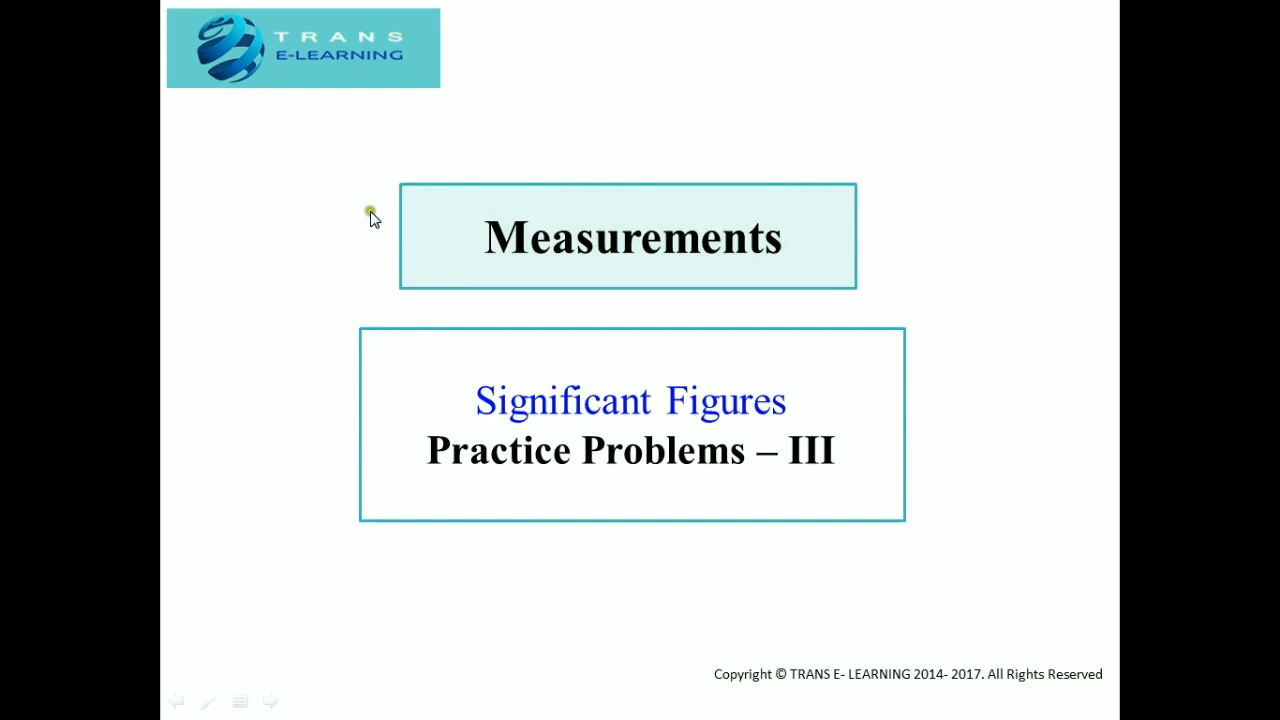 TRANS
E-LEARNING
Measurements
Significant Figures
Practice Problems – III
Copyright © TRANS E- LEARNING 2014- 2017. All Rights Reserved